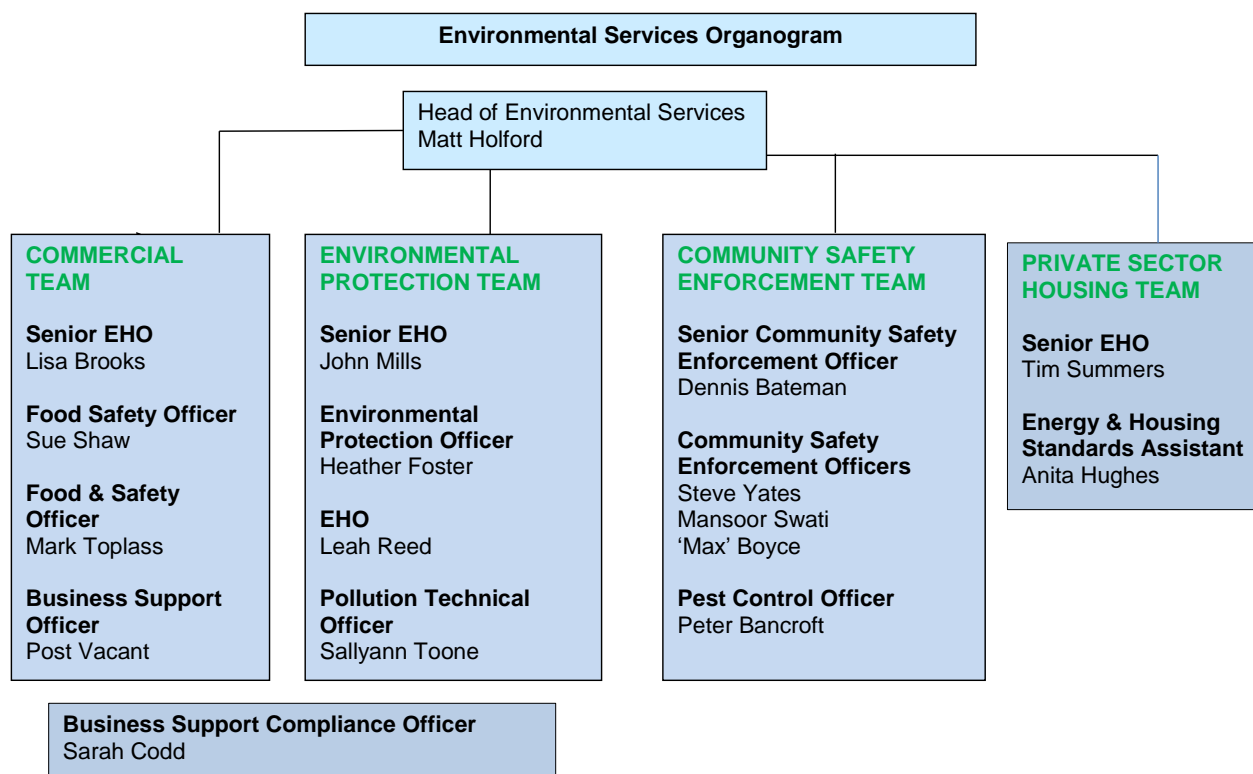 Environmental Services Organogram
Head of Environmental Services
Matt Holford
COMMERCIAL
TEAM
Senior EHO
Lisa Brooks
Food Safety Officer
Sue Shaw
Food & Safety
Officer
Mark Toplass
Business Support
Officer
Post Vacant
ENVIRONMENTAL
PROTECTION TEAM
Senior EHO
John Mills
Environmental
Protection Officer
Heather Foster
EHO
Leah Reed
Pollution Technical
Officer
Sallyann Toone
COMMUNITY SAFETY
ENFORCEMENT TEAM
Senior Community Safety
Enforcement Officer
Dennis Bateman
Community Safety
Enforcement Officers
Steve Yates
Mansoor Swati
‘Max’ Boyce
Pest Control Officer
Peter Bancroft
PRIVATE SECTOR
HOUSING TEAM
Senior EHO
Tim Summers
Energy & Housing
Standards Assistant
Anita Hughes
Business Support Compliance Officer
Sarah Codd